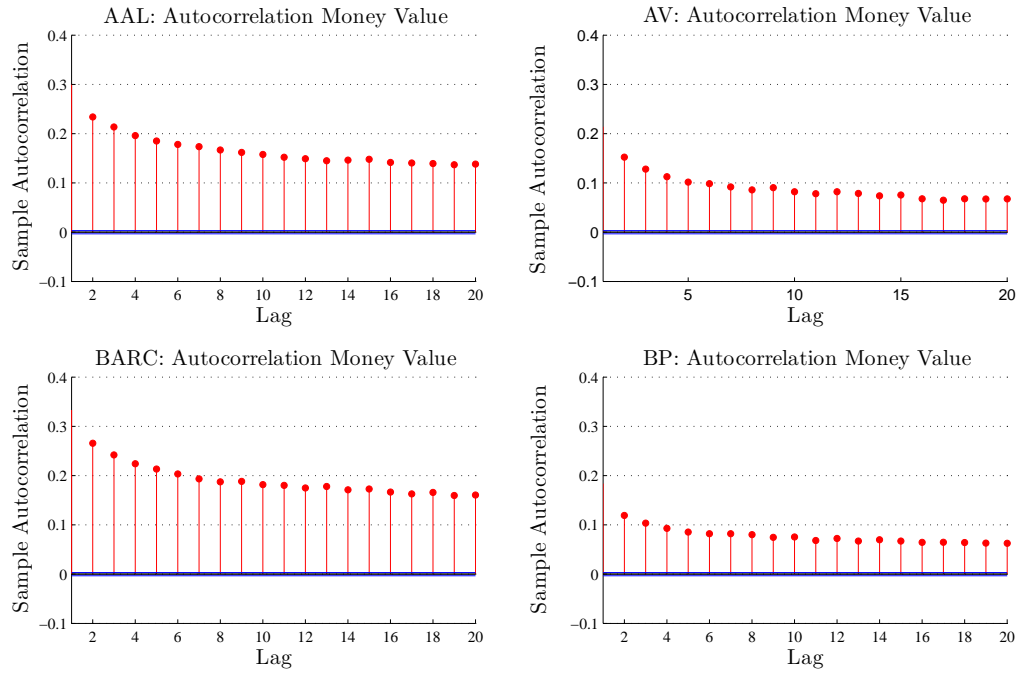 AAL: Autocorrelation Money Value
0.4
0.3
0.2
0.1
0
−0.1
Sample Autocorrelation
2 4 6 8 10 12 14 16 18 20
Lag
AV: Autocorrelation Money Value
0.4
0.3
0.2
0.1
0
−0.1
Sample Autocorrelation
5 10 15 20
Lag
BARC: Autocorrelation Money Value
0.4
0.3
0.2
0.1
0
−0.1
Sample Autocorrelation
2 4 6 8 10 12 14 16 18 20
Lag
BP: Autocorrelation Money Value
0.4
0.3
0.2
0.1
0
−0.1
Sample Autocorrelation
2 4 6 8 10 12 14 16 18 20
Lag